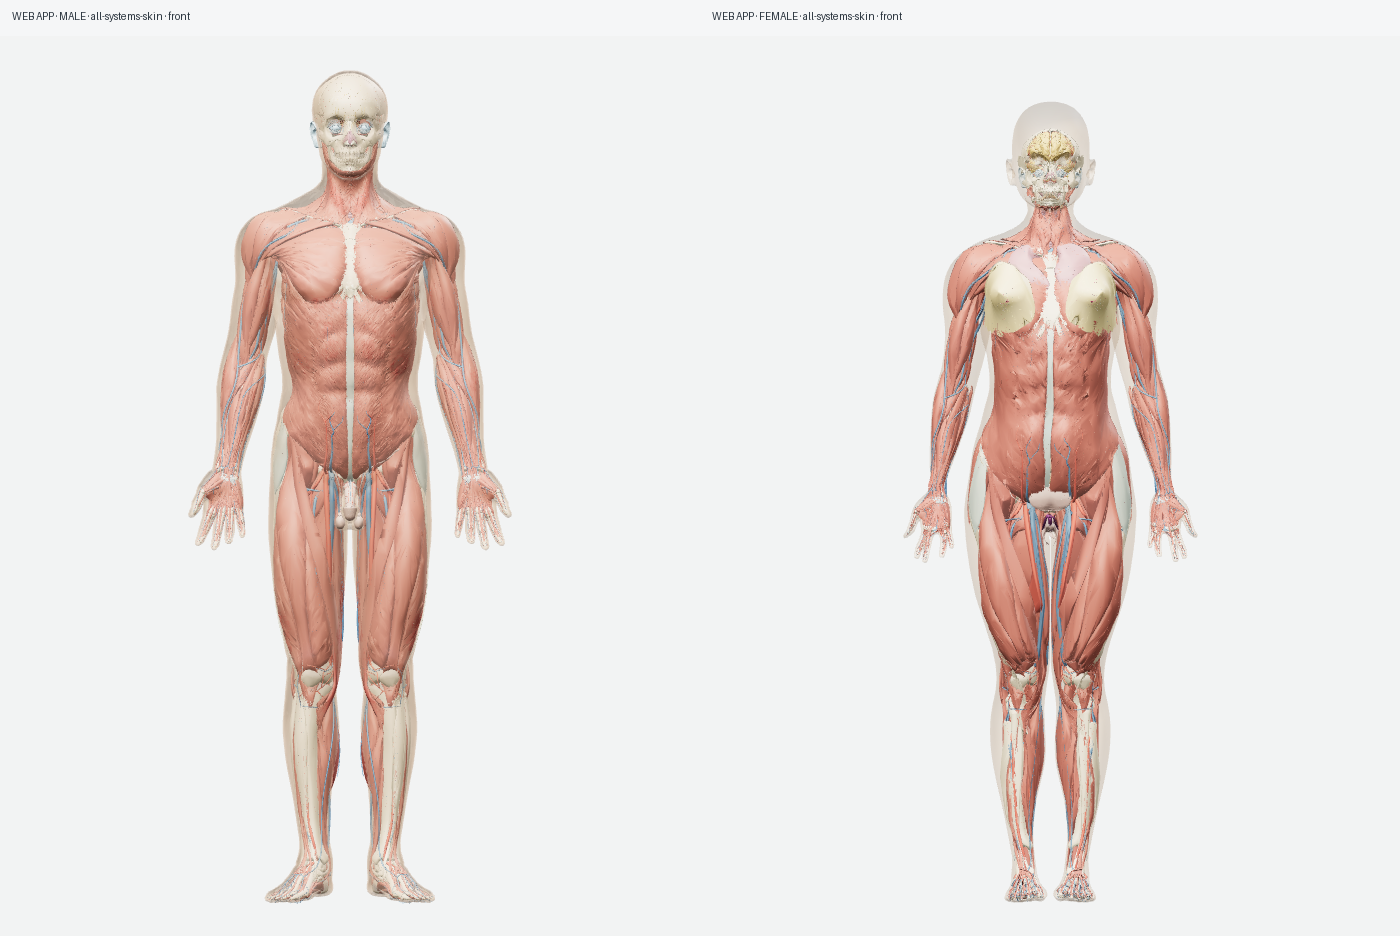 WEB APP · MALE · all-systems-skin · front
WEB APP · FEMALE · all-systems-skin · front